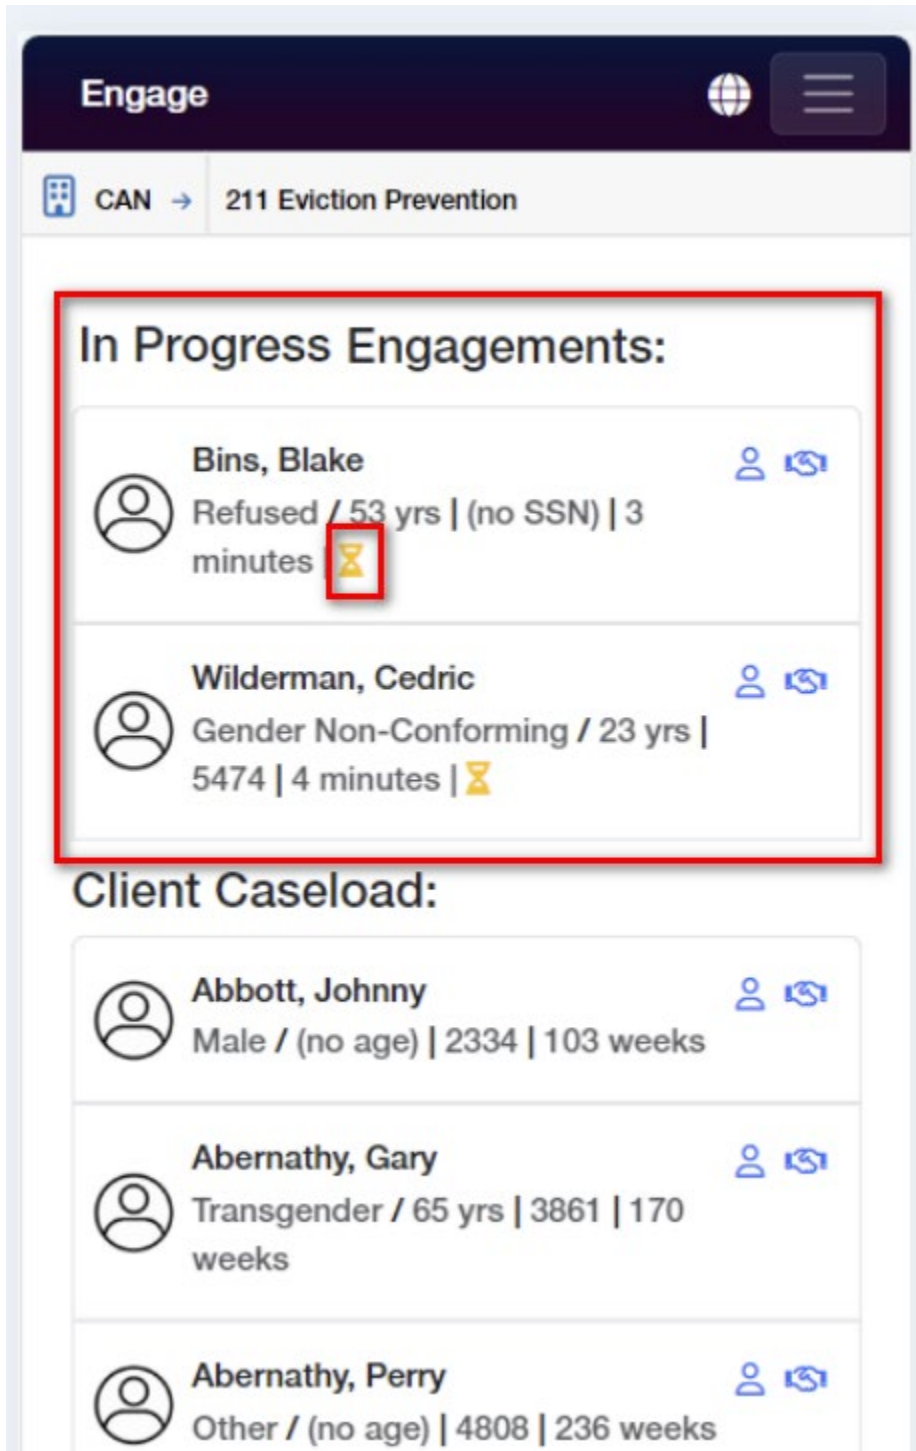 Engage
CAN → 211 Eviction Prevention
In Progress Engagements:
Bins, Blake
Refused / 53 yrs | (no SSN) | 3
minutes |
Wilderman, Cedric
Gender Non-Conforming / 23 yrs |
5474 | 4 minutes |
Client Caseload:
Abbott, Johnny
Male / (no age) | 2334 | 103 weeks
Abernathy, Gary
Transgender / 65 yrs | 3861 | 170
weeks
Abernathy, Perry
Other / (no age) | 4808 | 236 weeks